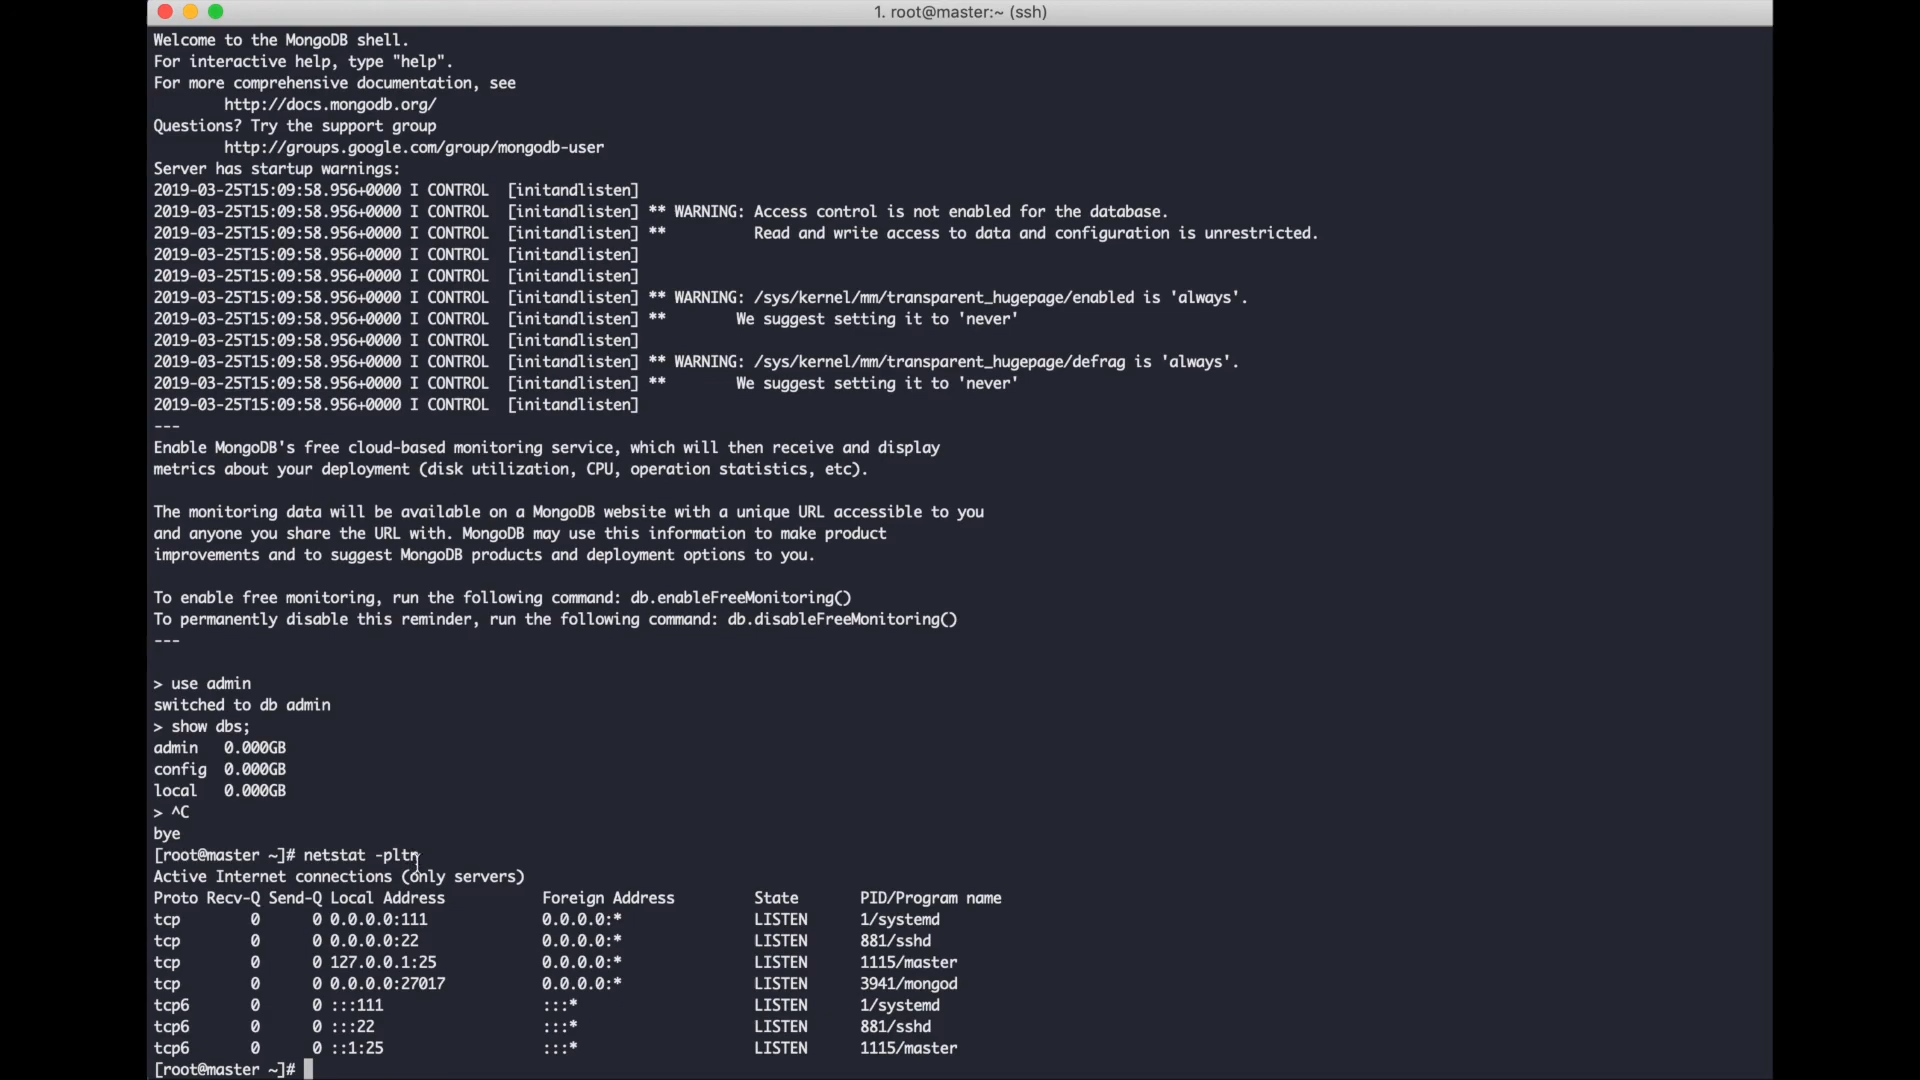 1. root@master:~ (ssh)
Welcome to the MongoDB shell.
For interactive help, type "help".
For more comprehensive documentation, see
        http://docs.mongodb.org/
Questions? Try the support group
        http://groups.google.com/group/mongodb-user
Server has startup warnings:
2019-03-25T15:09:58.956+0000 I CONTROL  [initandlisten]
2019-03-25T15:09:58.956+0000 I CONTROL  [initandlisten] ** WARNING: Access control is not enabled for the database.
2019-03-25T15:09:58.956+0000 I CONTROL  [initandlisten] **          Read and write access to data and configuration is unrestricted.
2019-03-25T15:09:58.956+0000 I CONTROL  [initandlisten]
2019-03-25T15:09:58.956+0000 I CONTROL  [initandlisten]
2019-03-25T15:09:58.956+0000 I CONTROL  [initandlisten] ** WARNING: /sys/kernel/mm/transparent_hugepage/enabled is 'always'.
2019-03-25T15:09:58.956+0000 I CONTROL  [initandlisten] **        We suggest setting it to 'never'
2019-03-25T15:09:58.956+0000 I CONTROL  [initandlisten]
2019-03-25T15:09:58.956+0000 I CONTROL  [initandlisten] ** WARNING: /sys/kernel/mm/transparent_hugepage/defrag is 'always'.
2019-03-25T15:09:58.956+0000 I CONTROL  [initandlisten] **        We suggest setting it to 'never'
2019-03-25T15:09:58.956+0000 I CONTROL  [initandlisten]
---
Enable MongoDB's free cloud-based monitoring service, which will then receive and display
metrics about your deployment (disk utilization, CPU, operation statistics, etc).

The monitoring data will be available on a MongoDB website with a unique URL accessible to you
and anyone you share the URL with. MongoDB may use this information to make product
improvements and to suggest MongoDB products and deployment options to you.

To enable free monitoring, run the following command: db.enableFreeMonitoring()
To permanently disable this reminder, run the following command: db.disableFreeMonitoring()
---

> use admin
switched to db admin
> show dbs;
admin   0.000GB
config  0.000GB
local   0.000GB
> ^C
bye
[root@master ~]# netstat -pltn
Active Internet connections (only servers)
Proto Recv-Q Send-Q Local Address           Foreign Address         State       PID/Program name
tcp        0      0 0.0.0.0:111             0.0.0.0:*               LISTEN      1/systemd
tcp        0      0 0.0.0.0:22              0.0.0.0:*               LISTEN      881/sshd
tcp        0      0 127.0.0.1:25            0.0.0.0:*               LISTEN      1115/master
tcp        0      0 0.0.0.0:27017           0.0.0.0:*               LISTEN      3941/mongod
tcp6       0      0 :::111                  :::*                    LISTEN      1/systemd
tcp6       0      0 :::22                   :::*                    LISTEN      881/sshd
tcp6       0      0 ::1:25                  :::*                    LISTEN      1115/master
[root@master ~]#